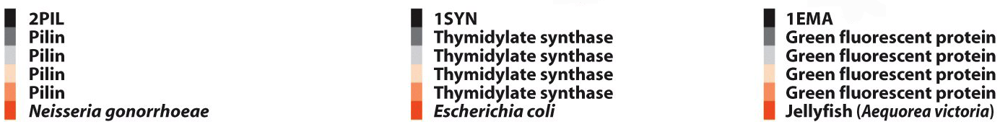 2PIL
Pilin
Pilin
Pilin
Pilin
Neisseria gonorrhoeae
1SYN
Thymidylate synthase
Thymidylate synthase
Thymidylate synthase
Thymidylate synthase
Escherichia coli
1EMA
Green fluorescent protein
Green fluorescent protein
Green fluorescent protein
Green fluorescent protein
Jellyfish (Aequorea victoria)